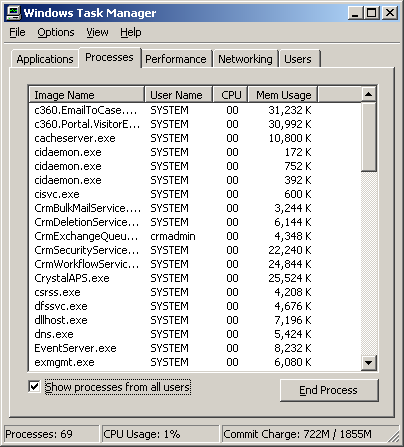 Windows Task Manager
File Options View Help
Applications Processes Performance Networking Users
Image Name User Name CPU Mem Usage
c360.EmailToCase.... SYSTEM 00 31,232 K
c360.Portal.VisitorE... SYSTEM 00 30,992 K
cacheserver.exe SYSTEM 00 10,800 K
cidaemon.exe SYSTEM 00 172 K
cidaemon.exe SYSTEM 00 752 K
cidaemon.exe SYSTEM 00 392 K
cisvc.exe SYSTEM 00 600 K
CrmBulkMailService.... SYSTEM 00 3,244 K
CrmDeletionService... SYSTEM 00 6,144 K
CrmExchangeQueu... crmadmin 00 4,348 K
CrmSecurityService... SYSTEM 00 22,240 K
CrmWorkflowServic... SYSTEM 00 24,844 K
CrystalAPS.exe SYSTEM 00 25,524 K
csrss.exe SYSTEM 00 4,208 K
dfssvc.exe SYSTEM 00 4,676 K
dllhost.exe SYSTEM 00 7,196 K
dns.exe SYSTEM 00 5,424 K
EventServer.exe SYSTEM 00 8,232 K
exmgmt.exe SYSTEM 00 6,080 K
Show processes from all users End Process
Processes: 69 CPU Usage: 1% Commit Charge: 722M / 1855M